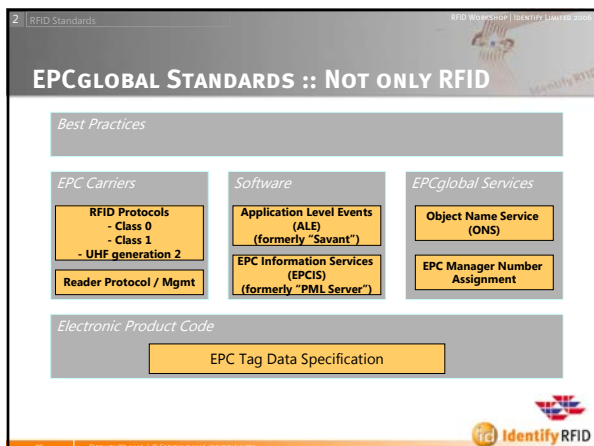 2 RFID Standards
RFID WORKSHOP | IDENTIFY LIMITED 2006
EPCGLOBAL STANDARDS :: NOT ONLY RFID
Best Practices
EPC Carriers
RFID Protocols
- Class 0
- Class 1
- UHF generation 2
Reader Protocol / Mgmt
Software
Application Level Events
(ALE)
(formerly “Savant”)
EPC Information Services
(EPCIS)
(formerly “PML Server”)
EPCglobal Services
Object Name Service
(ONS)
EPC Manager Number
Assignment
Electronic Product Code
EPC Tag Data Specification
id Identify RFID